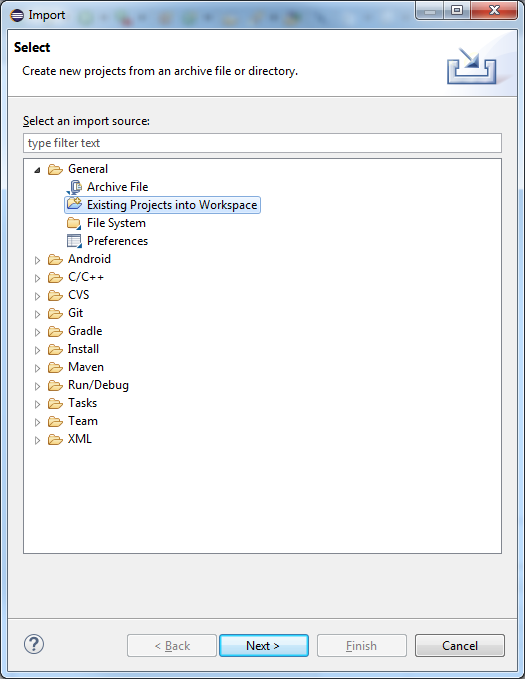 Import
Select
Create new projects from an archive file or directory.
Select an import source:
type filter text
General
Archive File
Existing Projects into Workspace
File System
Preferences
Android
C/C++
CVS
Git
Gradle
Install
Maven
Run/Debug
Tasks
Team
XML
?
< Back
Next >
Finish
Cancel